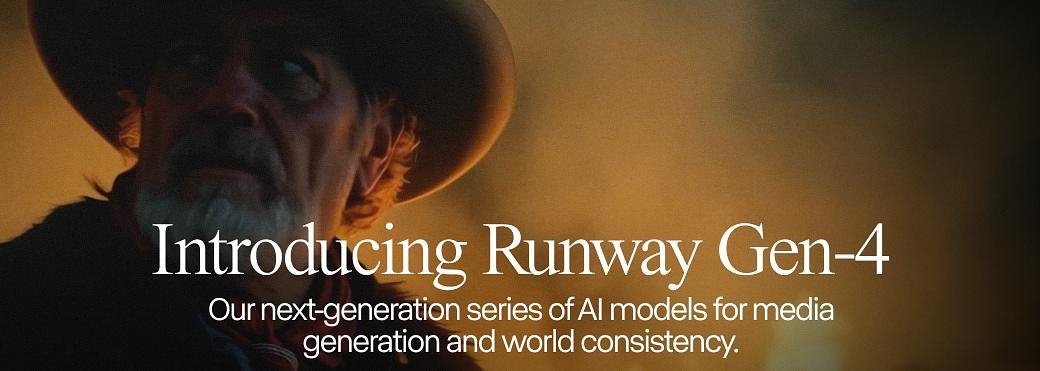 Introducing Runway Gen-4
Our next-generation series of AI models for media
generation and world consistency.